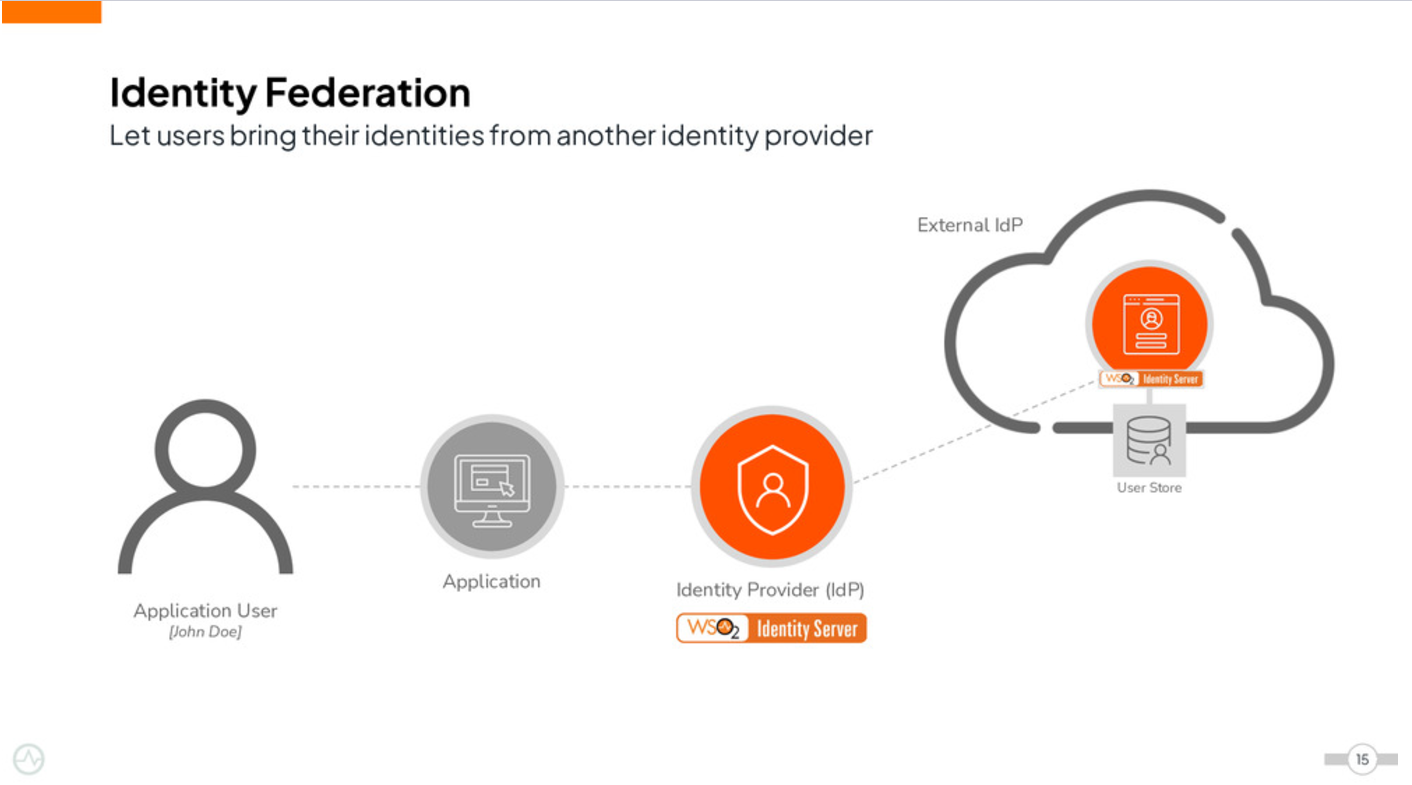 Identity Federation
Let users bring their identities from another identity provider
External IdP
WSO2 Identity Server
User Store
Application
Identity Provider (IdP)
WSO2 Identity Server
Application User
[John Doe]
15